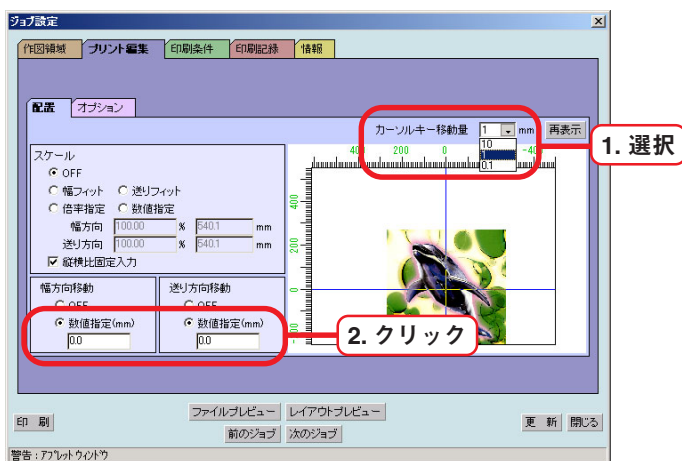 ジョブ設定
作図領域 プリント編集 印刷条件 印刷記録 情報
配置 オプション
カーソルキー移動量 1 mm 再表示
10
1
0.1
1. 選択
スケール
OFF
幅フィット 送りフィット
倍率指定 数値指定
幅方向 100.00 % 540.1 mm
送り方向 100.00 % 540.1 mm
縦横比固定入力
400 200 0 -400
400
200
0
幅方向移動 送り方向移動
OFF OFF
数値指定(mm) 数値指定(mm)
0.0 0.0
2. クリック
ファイルプレビュー レイアウトプレビュー
印 刷 前のジョブ 次のジョブ 更 新 閉じる
警告 : アプレット ウィンドウ